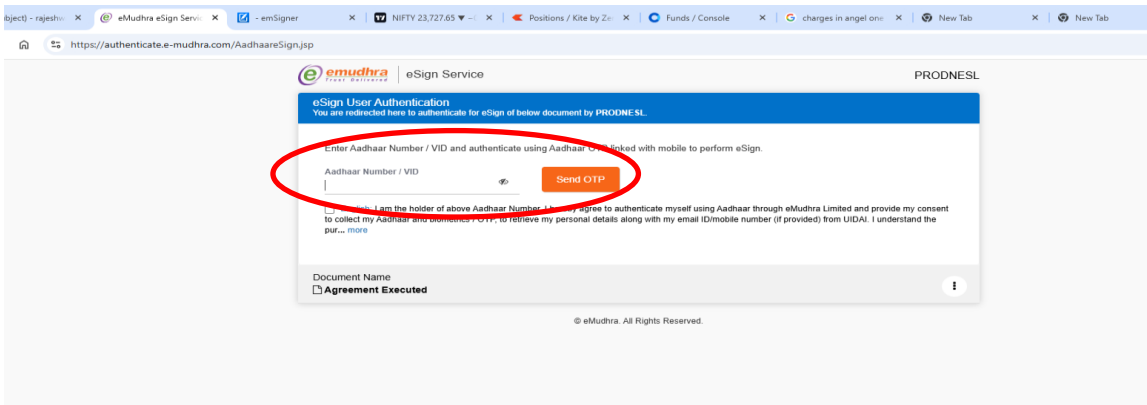 bject) - rajeshw
eMudhra eSign Servic
- emSigner
NIFTY 23,727.65 ▼ -
Positions / Kite by Ze
Funds / Console
charges in angel one
New Tab
New Tab
https://authenticate.e-mudhra.com/AadhaareSign.jsp
emudhra eSign Service PRODNESL
Trust Delivered
eSign User Authentication
You are redirected here to authenticate for eSign of below document by PRODNESL.
Enter Aadhaar Number / VID and authenticate using Aadhaar OTP linked with mobile to perform eSign.
Aadhaar Number / VID
Send OTP
English: I am the holder of above Aadhaar Number, I hereby agree to authenticate myself using Aadhaar through eMudhra Limited and provide my consent
to collect my Aadhaar and biometrics / OTP, to retrieve my personal details along with my email ID/mobile number (if provided) from UIDAI. I understand the
pur... more
Document Name
Agreement Executed
© eMudhra. All Rights Reserved.